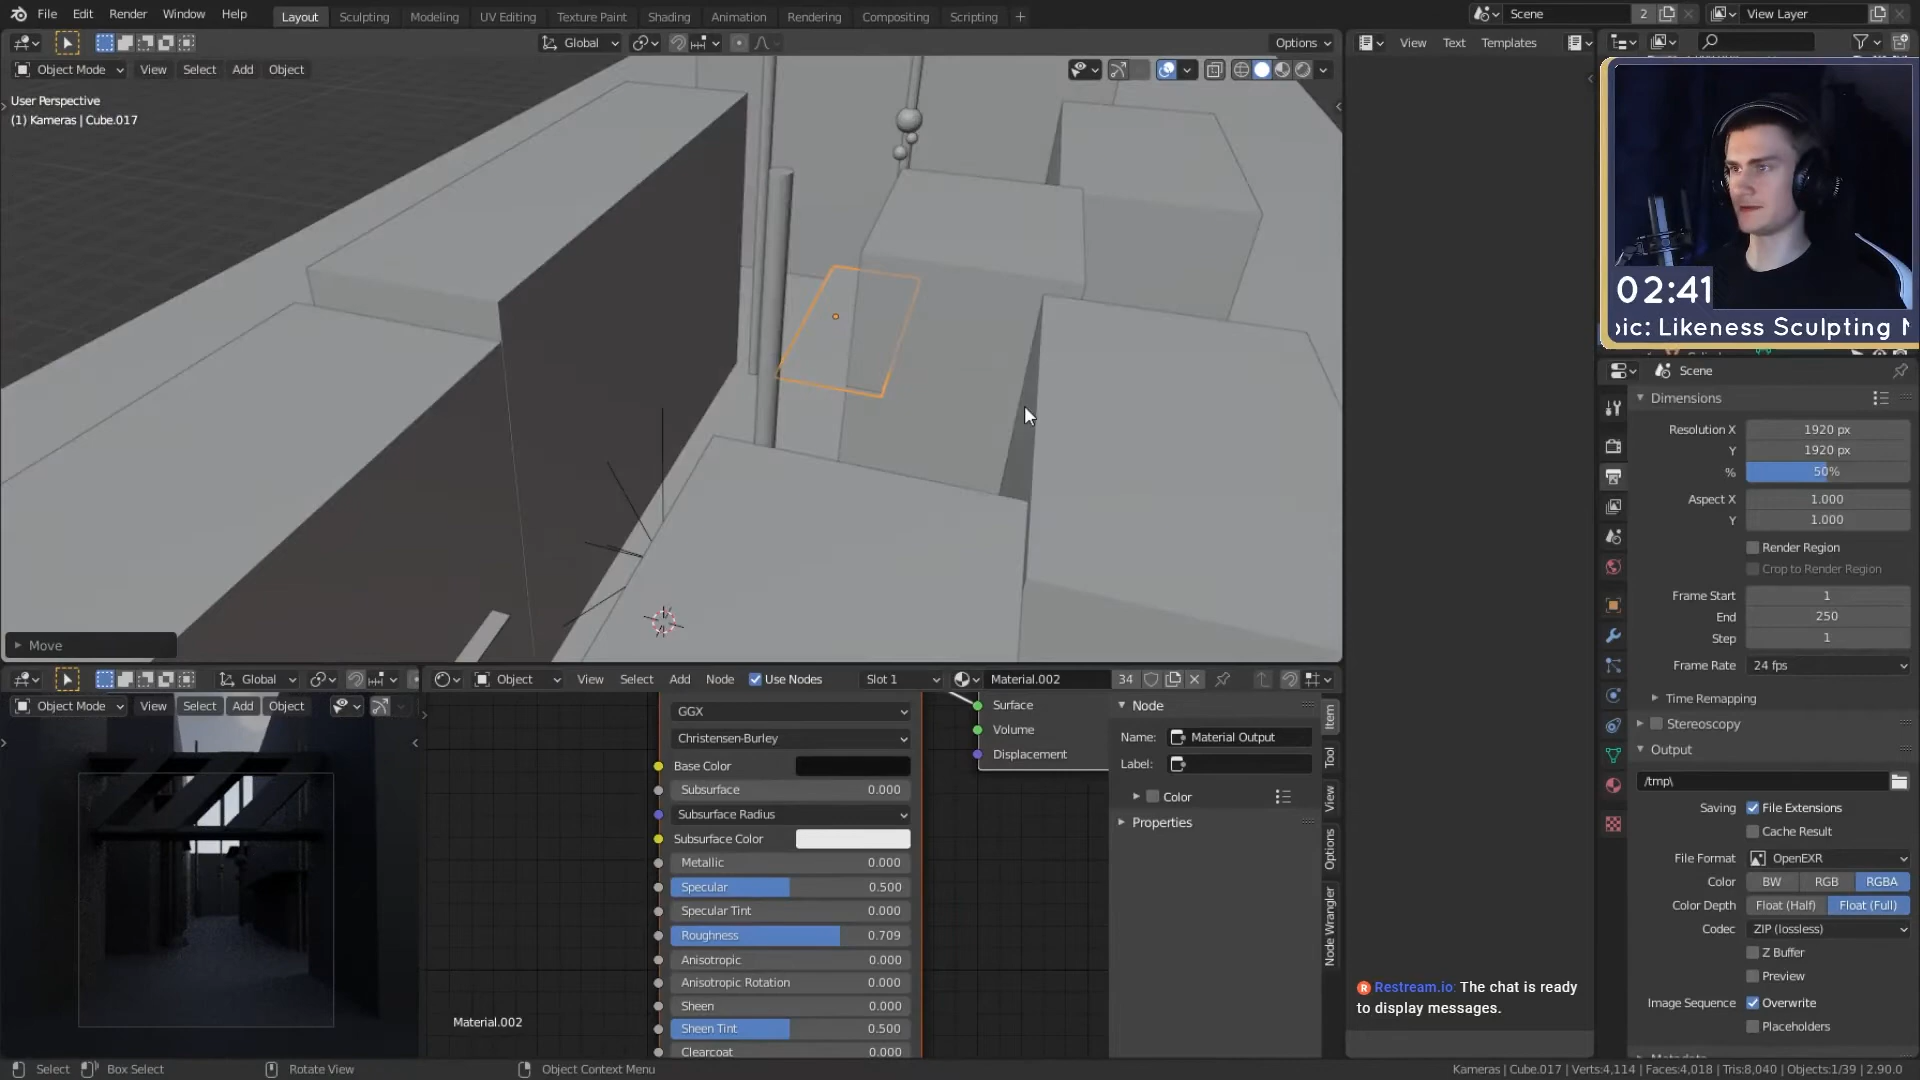 File Edit Render Window Help Layout Sculpting Modeling UV Editing Texture Paint Shading Animation Rendering Compositing Scripting + Scene 2 View Layer
Global Options View Text Templates
Object Mode View Select Add Object
User Perspective
(1) Kameras | Cube.017
02:41
pic: Likeness Sculpting
Scene
Dimensions
Resolution X 1920 px
Y 1920 px
% 50%
Aspect X 1.000
Y 1.000
Render Region
Crop to Render Region
Frame Start 1
End 250
Step 1
Frame Rate 24 fps
Time Remapping
Stereoscopy
Output
/tmp\
Saving File Extensions
Cache Result
File Format OpenEXR
Color BW RGB RGBA
Color Depth Float (Half) Float (Full)
Codec ZIP (lossless)
Z Buffer
Preview
Image Sequence Overwrite
Placeholders
Move
Global Object View Select Add Node Use Nodes Slot 1 Material.002 34
Object Mode View Select Add Object
GGX
Christensen-Burley
Base Color
Subsurface 0.000
Subsurface Radius
Subsurface Color
Metallic 0.000
Specular 0.500
Specular Tint 0.000
Roughness 0.709
Anisotropic 0.000
Anisotropic Rotation 0.000
Sheen 0.000
Sheen Tint 0.500
Clearcoat 0.000
Surface
Volume
Displacement
Material.002
Node
Name: Material Output
Label:
Color
Properties
Item
Tool
View
Options
Node Wrangler
Restream.io: The chat is ready
to display messages.
Select Box Select Rotate View Object Context Menu Kameras | Cube.017 | Verts:4,114 | Faces:4,018 | Tris:8,040 | Objects:1/39 | 2.90.0